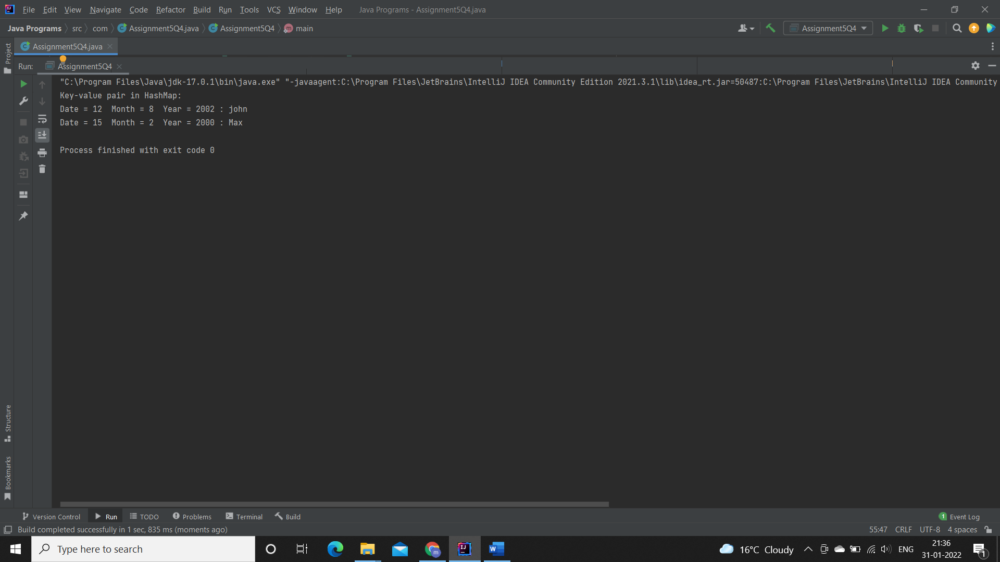 File Edit View Navigate Code Refactor Build Run Tools VCS Window Help Java Programs - Assignment5Q4.java
Java Programs src com Assignment5Q4.java Assignment5Q4 main Assignment5Q4
Project
Assignment5Q4.java
Run: Assignment5Q4
"C:\Program Files\Java\jdk-17.0.1\bin\java.exe" "-javaagent:C:\Program Files\JetBrains\IntelliJ IDEA Community Edition 2021.3.1\lib\idea_rt.jar=50487:C:\Program Files\JetBrains\IntelliJ IDEA Community
Key-value pair in HashMap:
Date = 12  Month = 8  Year = 2002 : john
Date = 15  Month = 2  Year = 2000 : Max
Process finished with exit code 0
Structure
Bookmarks
Version Control Run TODO Problems Terminal Build 1 Event Log
Build completed successfully in 1 sec, 835 ms (moments ago) 55:47 CRLF UTF-8 4 spaces
Type here to search 16°C Cloudy ENG 21:36
31-01-2022 1